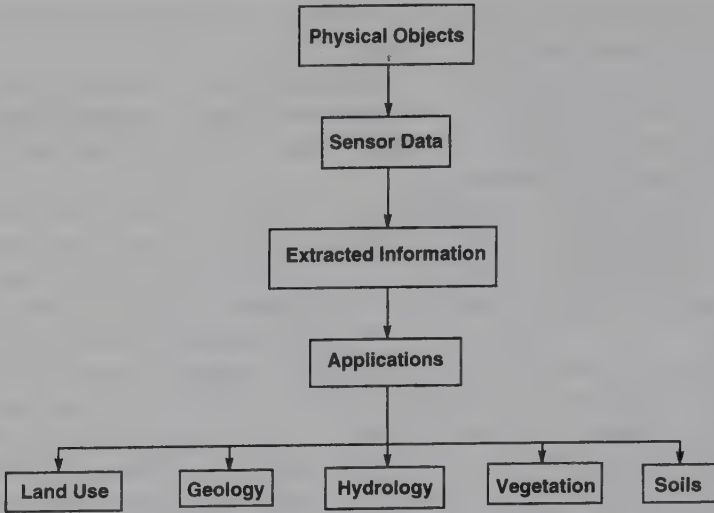 Physical Objects
Sensor Data
Extracted Information
Applications
Land Use
Geology
Hydrology
Vegetation
Soils